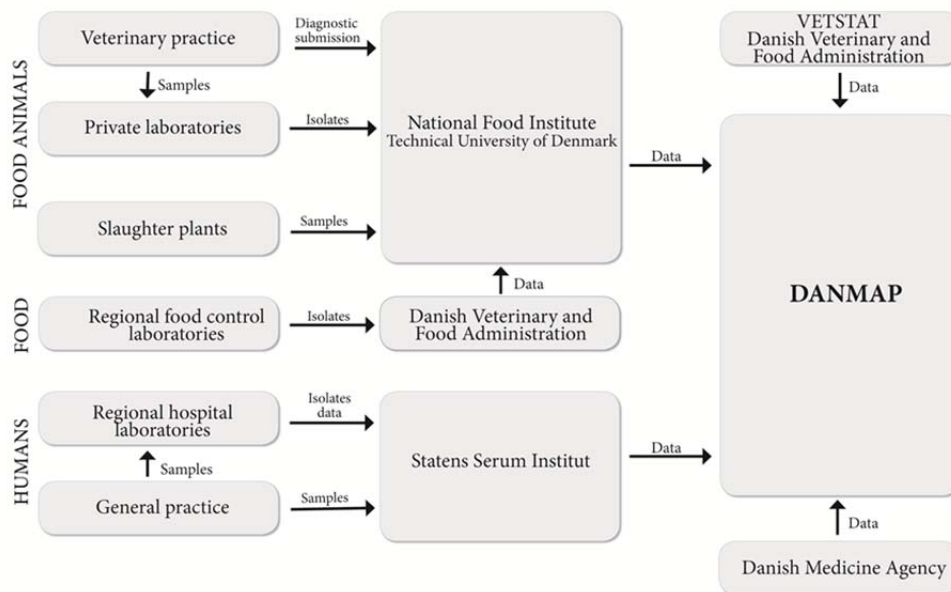 FOOD ANIMALS
Veterinary practice
Diagnostic
submission
Samples
Private laboratories
Isolates
Slaughter plants
Samples
National Food Institute
Technical University of Denmark
Data
VETSTAT
Danish Veterinary and
Food Administration
Data
DANMAP
FOOD
Regional food control
laboratories
Isolates
Danish Veterinary and
Food Administration
Data
HUMANS
Regional hospital
laboratories
Isolates
data
Samples
General practice
Samples
Statens Serum Institut
Data
Data
Danish Medicine Agency